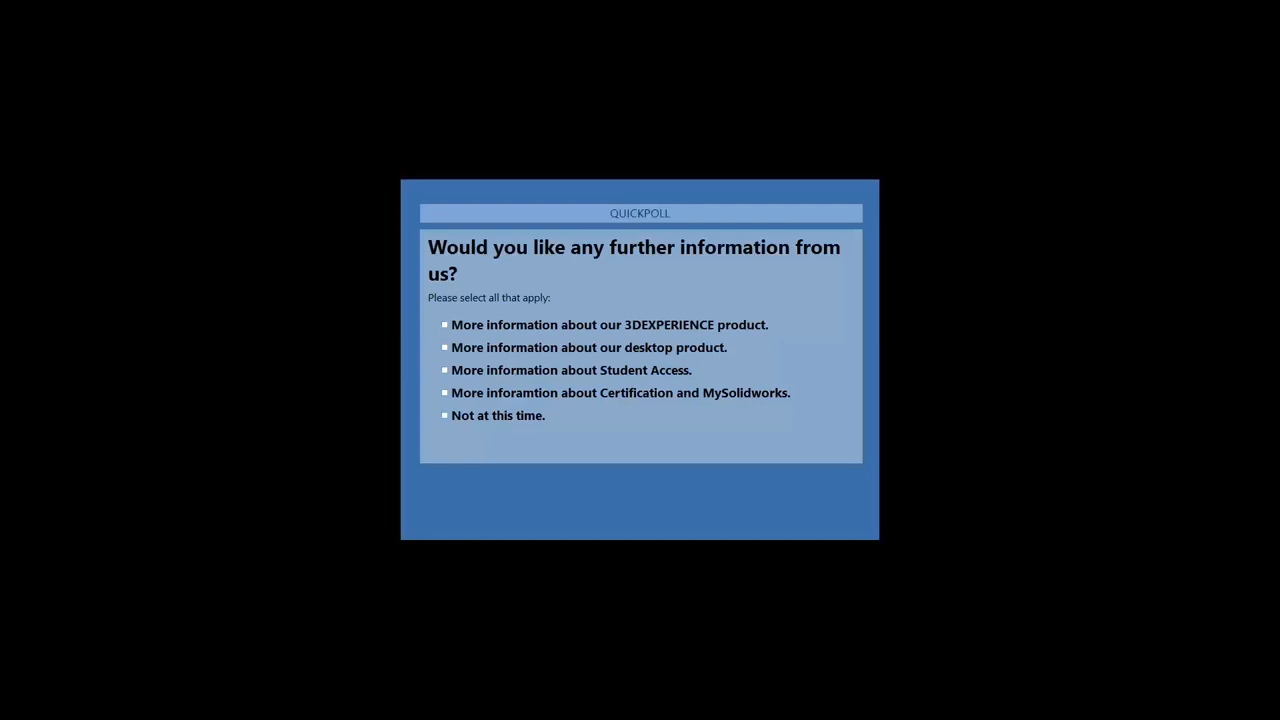 QUICKPOLL
Would you like any further information from
us?
Please select all that apply:
More information about our 3DEXPERIENCE product.
More information about our desktop product.
More information about Student Access.
More inforamtion about Certification and MySolidworks.
Not at this time.